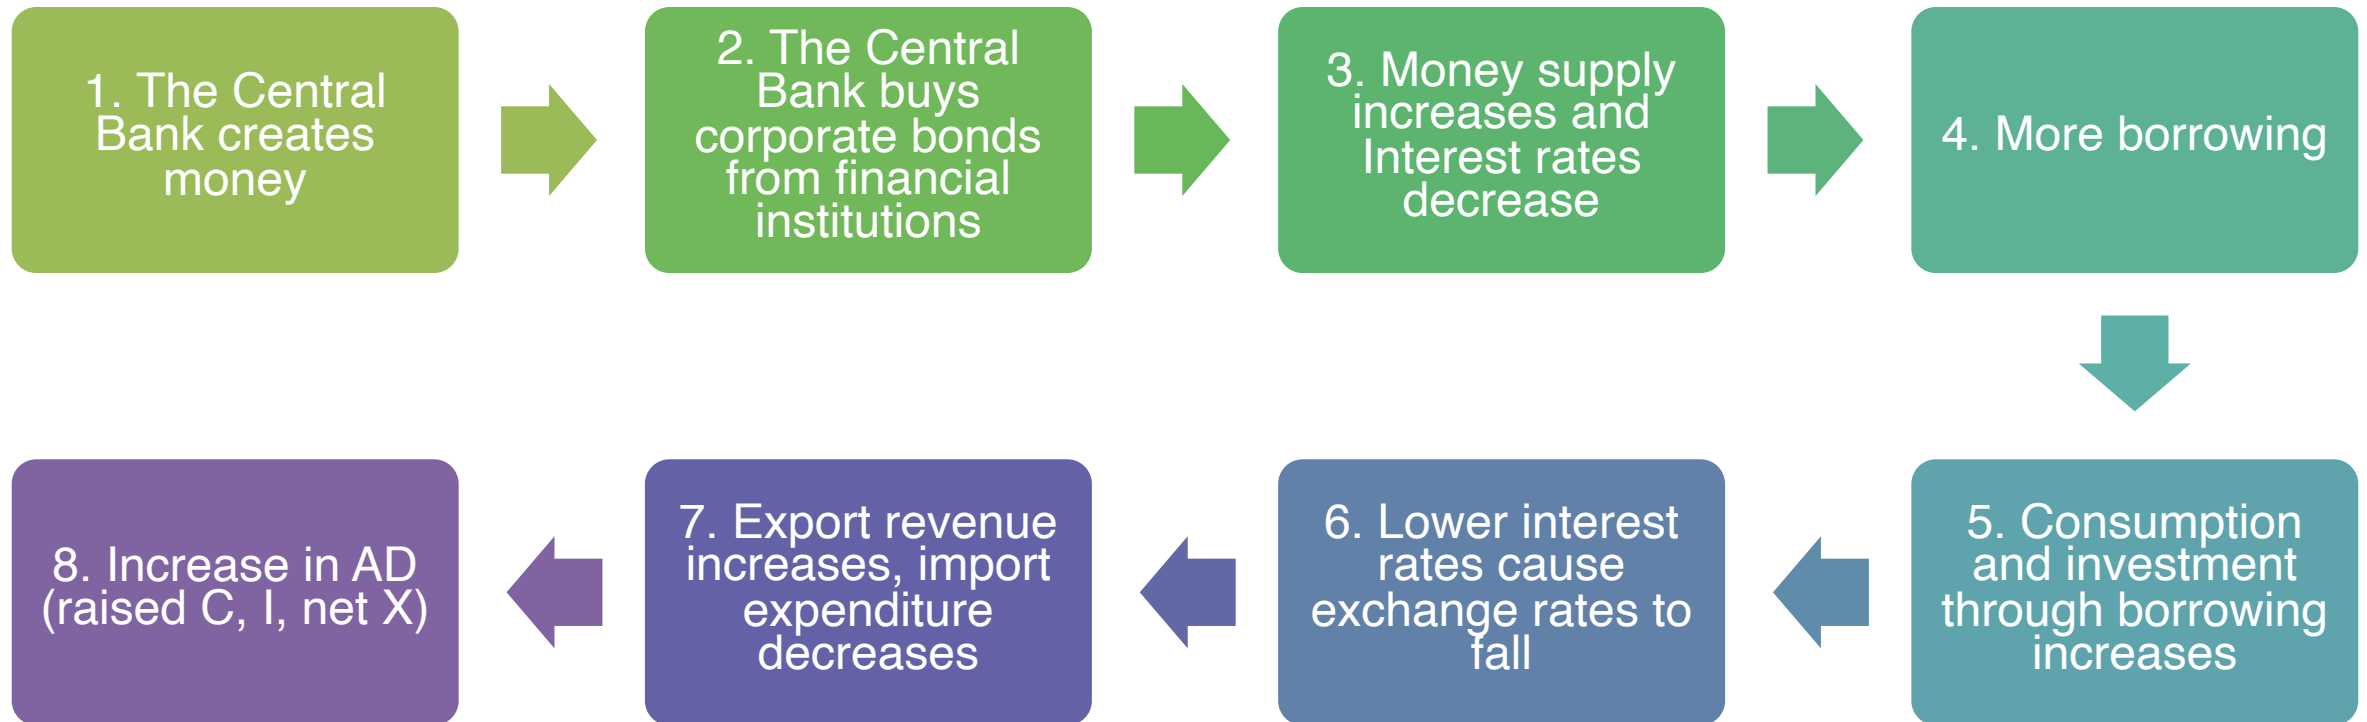 1. The Central
Bank creates
money
2. The Central
Bank buys
corporate bonds
from financial
institutions
3. Money supply
increases and
Interest rates
decrease
4. More borrowing
5. Consumption
and investment
through borrowing
increases
6. Lower interest
rates cause
exchange rates to
fall
7. Export revenue
increases, import
expenditure
decreases
8. Increase in AD
(raised C, I, net X)